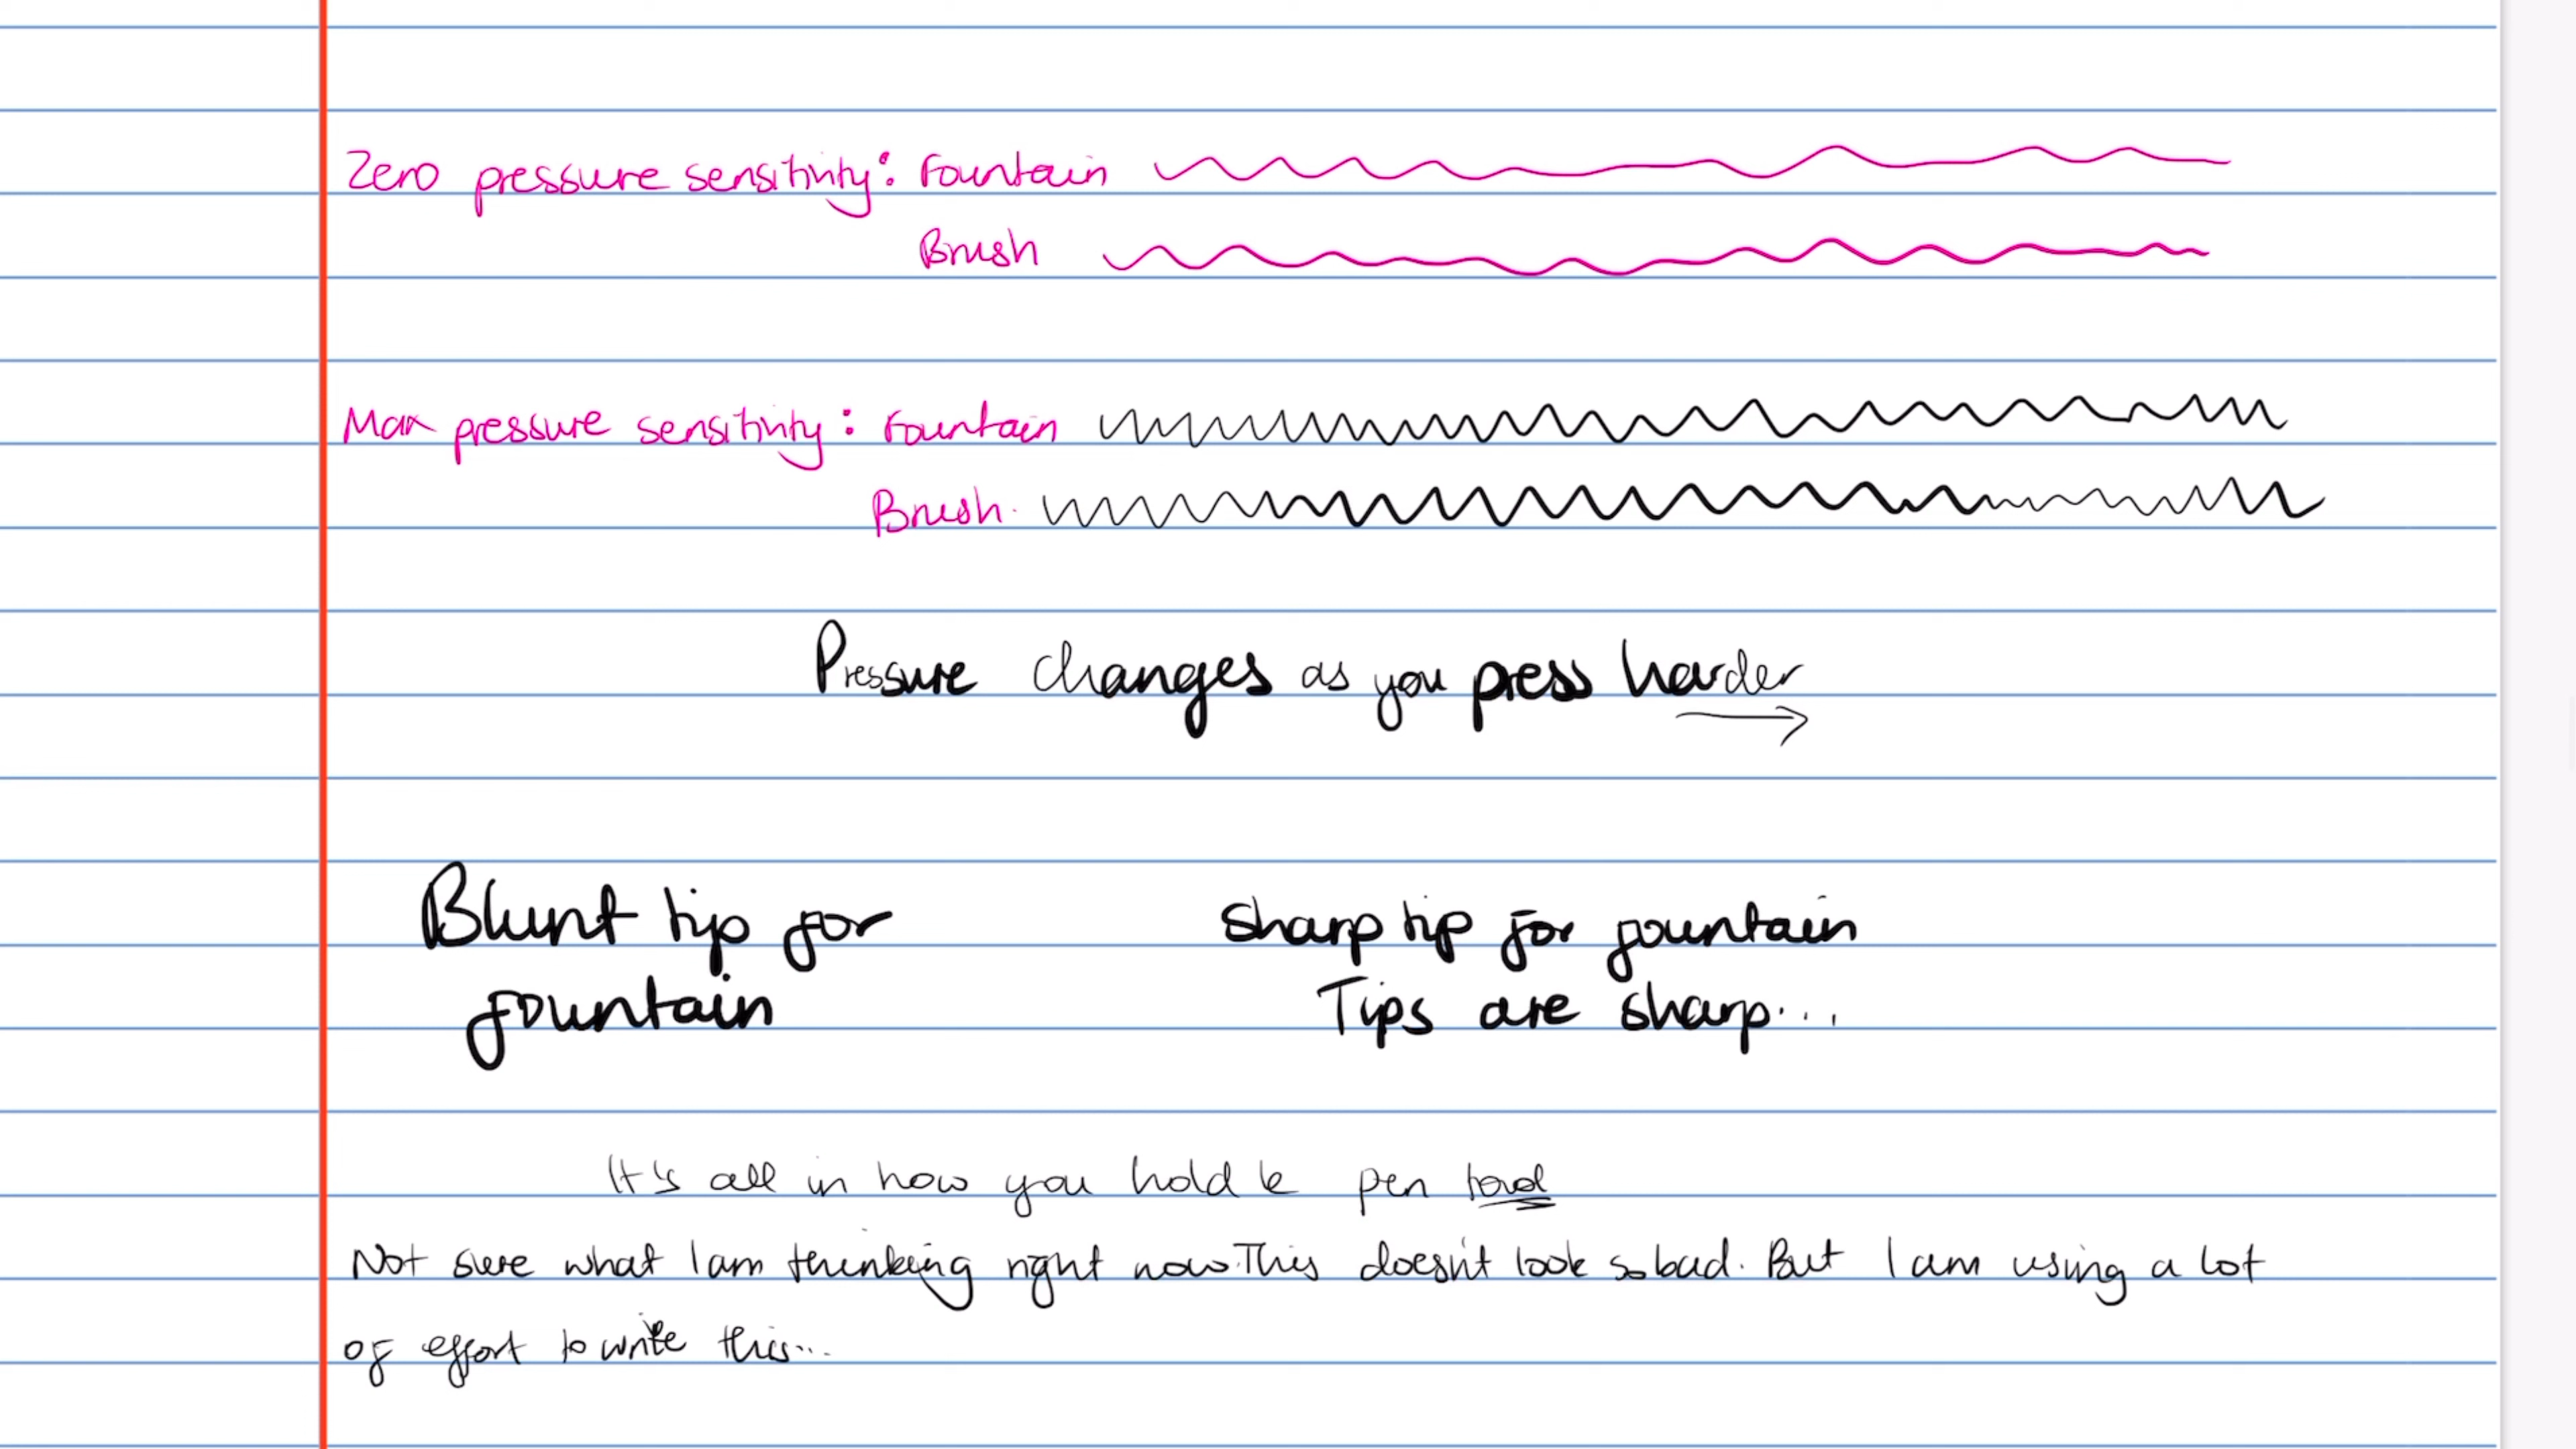 Zero pressure sensitivity: Fountain
Brush
Max pressure sensitivity: Fountain
Brush.
Pressure changes as you press harder
Blunt tip for
fountain
Sharp tip for fountain
Tips are sharp...
It's all in how you hold pen
Not sure what I am thinking right now. This doesn't look so bad. But I am using a lot
of effort to write this...